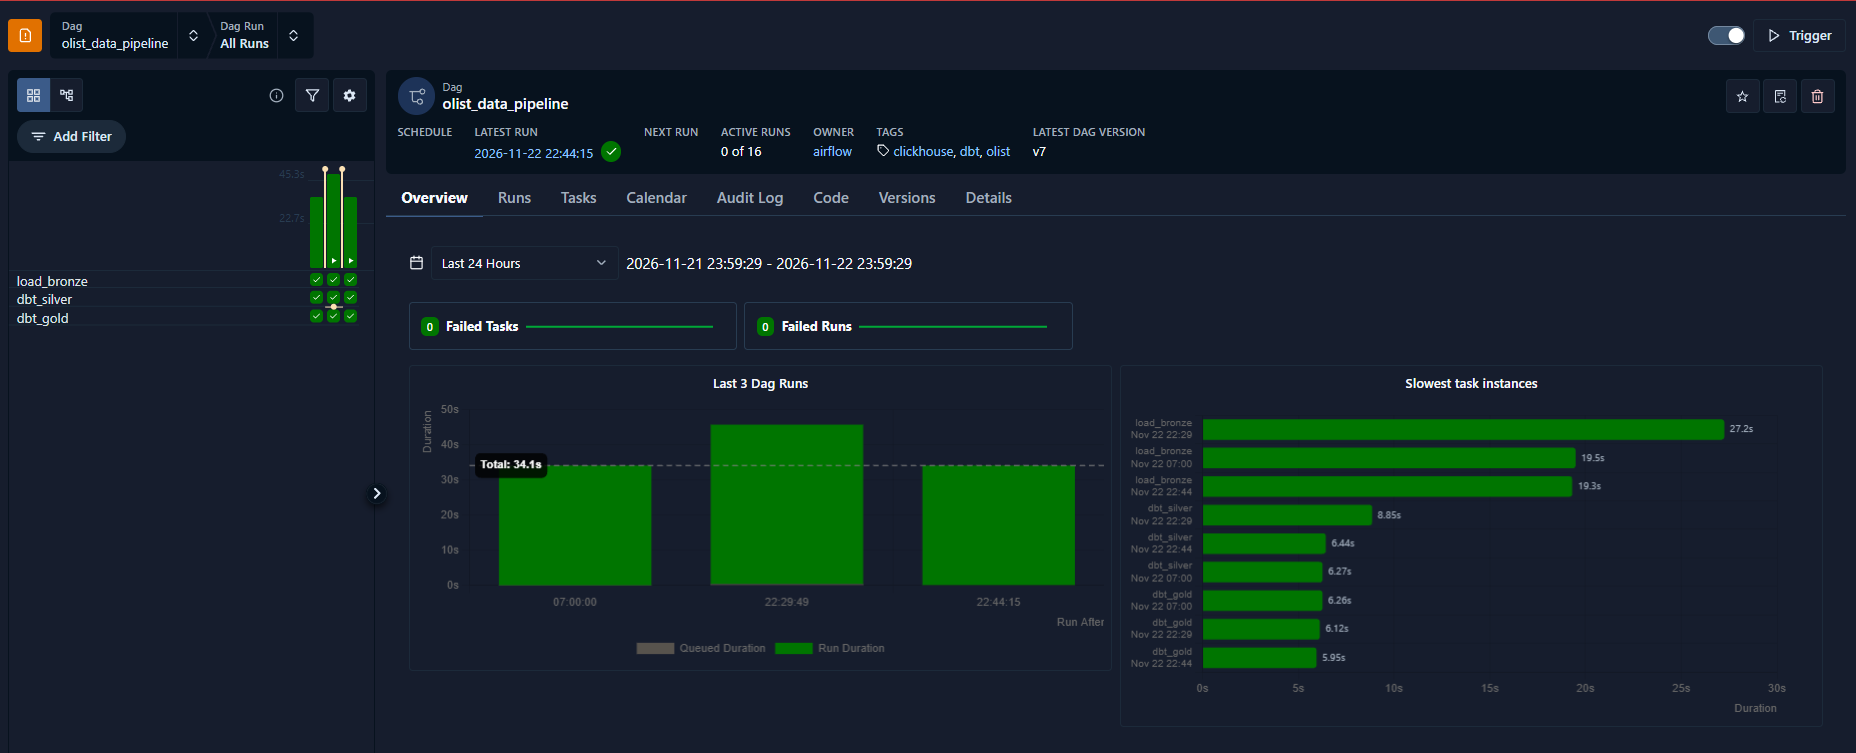 Dag
olist_data_pipeline
Dag Run
All Runs
Trigger
Add Filter
45.3s
22.7s
load_bronze
dbt_silver
dbt_gold
Dag
olist_data_pipeline
SCHEDULE
LATEST RUN
2026-11-22 22:44:15
NEXT RUN
ACTIVE RUNS
0 of 16
OWNER
airflow
TAGS
clickhouse, dbt, olist
LATEST DAG VERSION
v7
Overview
Runs
Tasks
Calendar
Audit Log
Code
Versions
Details
Last 24 Hours
2026-11-21 23:59:29 - 2026-11-22 23:59:29
0 Failed Tasks
0 Failed Runs
Last 3 Dag Runs
Duration
50s
40s
30s
20s
10s
0s
Total: 34.1s
07:00:00
22:29:49
22:44:15
Run After
Queued Duration
Run Duration
Slowest task instances
load_bronze
Nov 22 22:29
27.2s
load_bronze
Nov 22 07:00
19.5s
load_bronze
Nov 22 22:44
19.3s
dbt_silver
Nov 22 22:29
8.85s
dbt_silver
Nov 22 22:44
6.44s
dbt_silver
Nov 22 07:00
6.27s
dbt_gold
Nov 22 07:00
6.26s
dbt_gold
Nov 22 22:29
6.12s
dbt_gold
Nov 22 22:44
5.95s
0s
5s
10s
15s
20s
25s
30s
Duration